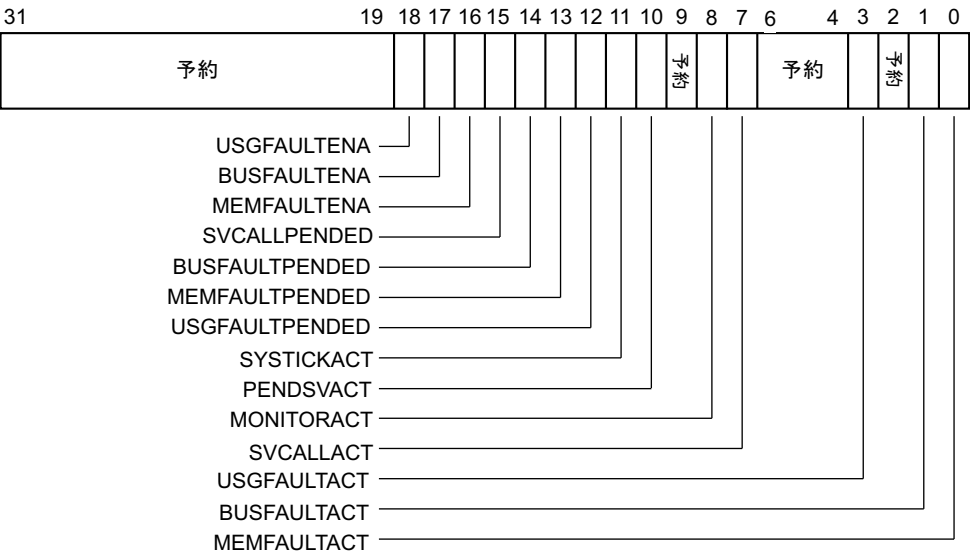 31 19 18 17 16 15 14 13 12 11 10 9 8 7 6 4 3 2 1 0
予約 予約 予約 予約
USGFAULTENA
BUSFAULTENA
MEMFAULTENA
SVCALLPENDED
BUSFAULTPENDED
MEMFAULTPENDED
USGFAULTPENDED
SYSTICKACT
PENDSVACT
MONITORACT
SVCALLACT
USGFAULTACT
BUSFAULTACT
MEMFAULTACT